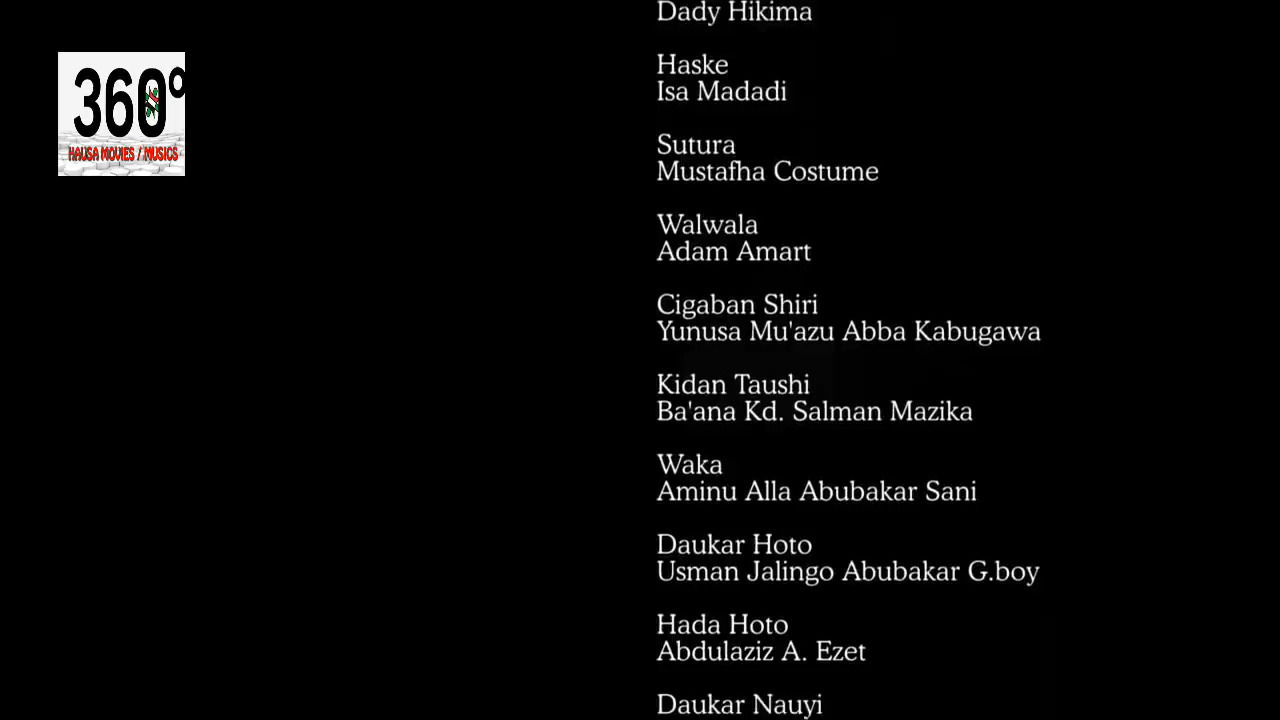 360°
HAUSA MOVIES / MUSICS
Dady Hikima
Haske
Isa Madadi
Sutura
Mustafha Costume
Walwala
Adam Amart
Cigaban Shiri
Yunusa Mu'azu Abba Kabugawa
Kidan Taushi
Ba'ana Kd. Salman Mazika
Waka
Aminu Alla Abubakar Sani
Daukar Hoto
Usman Jalingo Abubakar G.boy
Hada Hoto
Abdulaziz A. Ezet
Daukar Nauyi